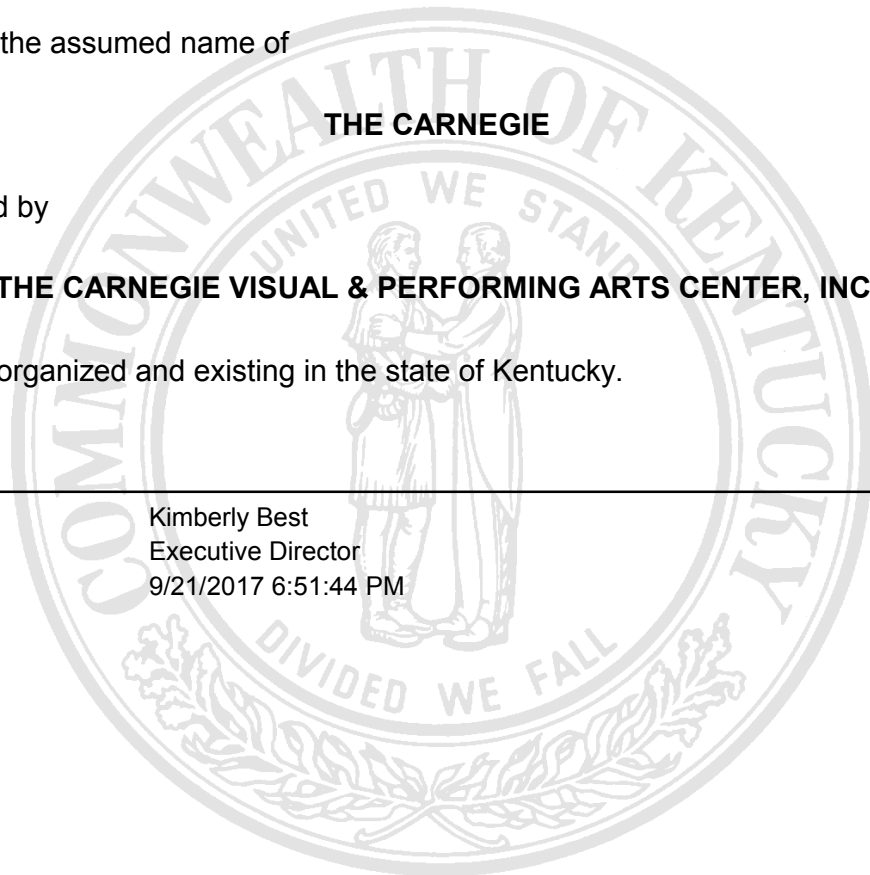 the assumed name of
THE CARNEGIE
d by
THE CARNEGIE VISUAL & PERFORMING ARTS CENTER, INC
organized and existing in the state of Kentucky.
Kimberly Best
Executive Director
9/21/2017 6:51:44 PM
COMMONWEALTH OF KENTUCKY
UNITED WE STAND
DIVIDED WE FALL